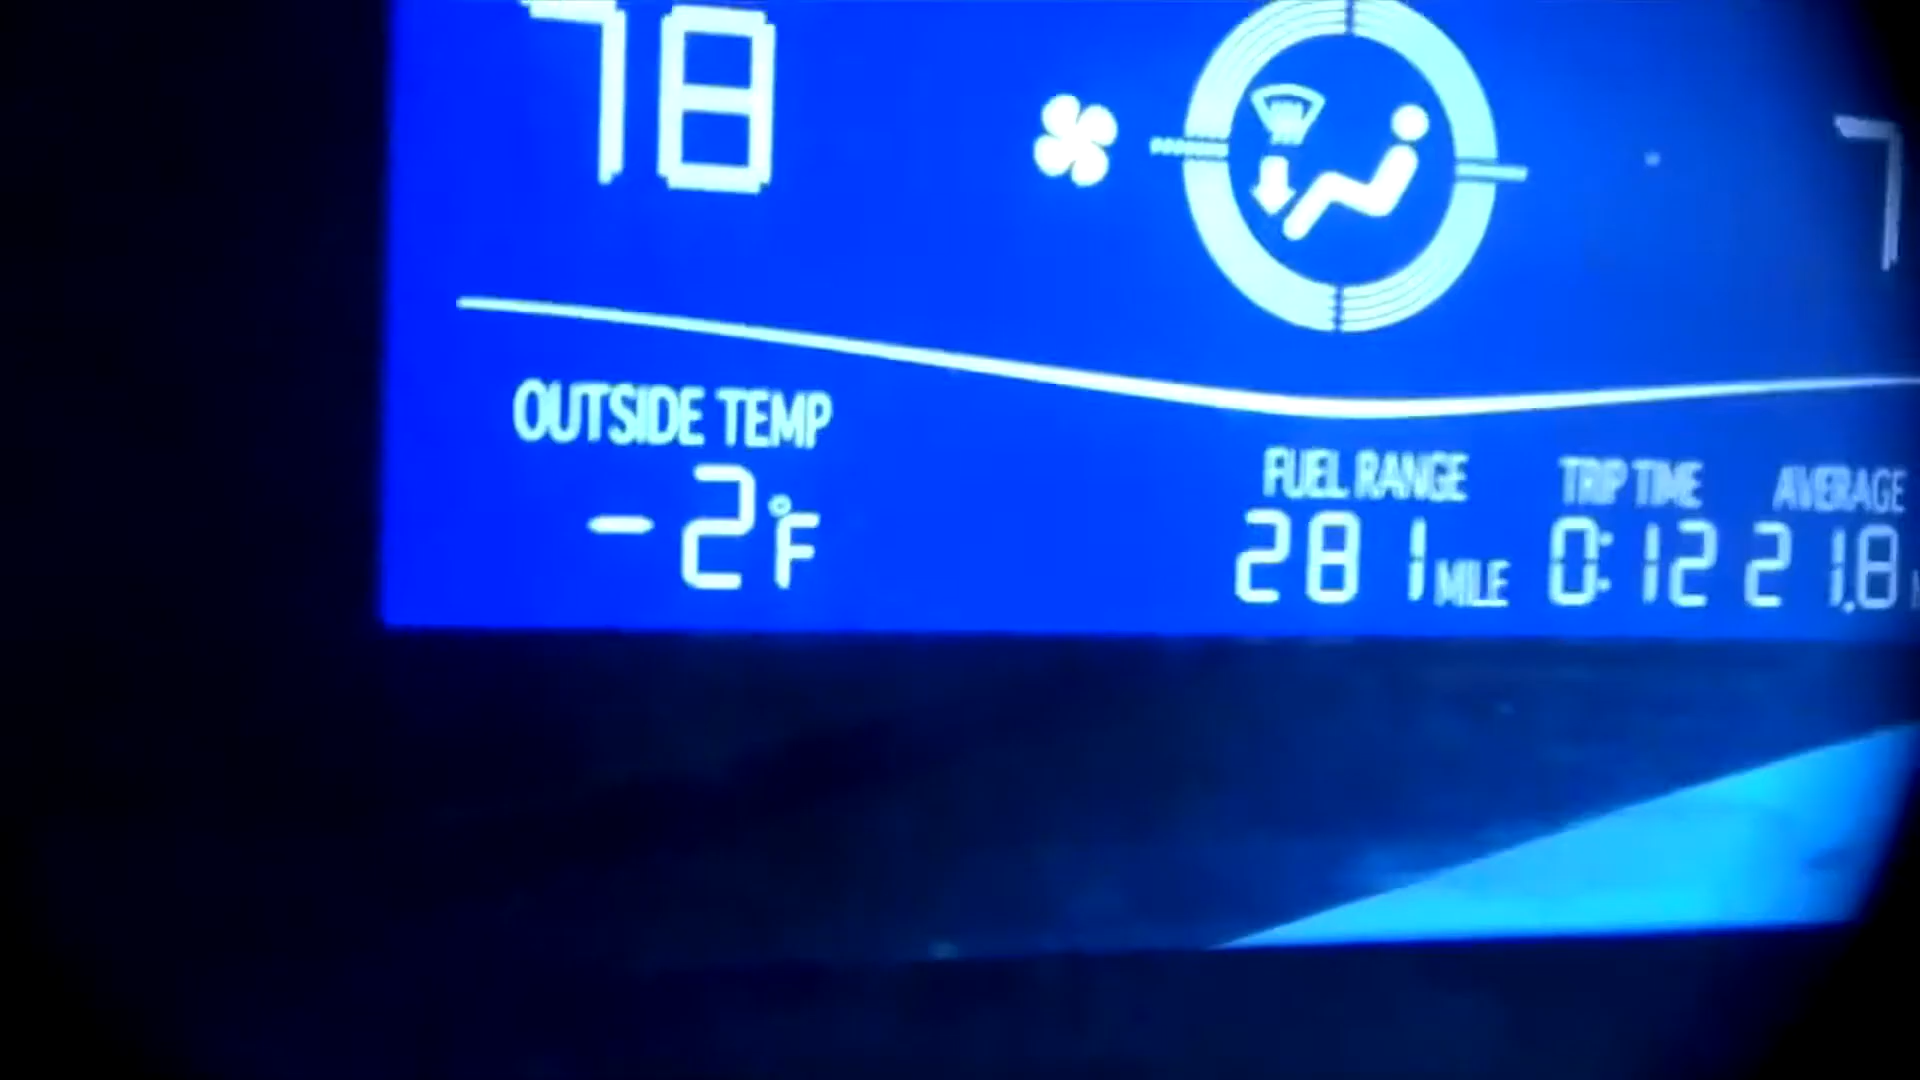 78
OUTSIDE TEMP
-2°F
FUEL RANGE
281 MILE
TRIP TIME
0:12
AVERAGE
21.8